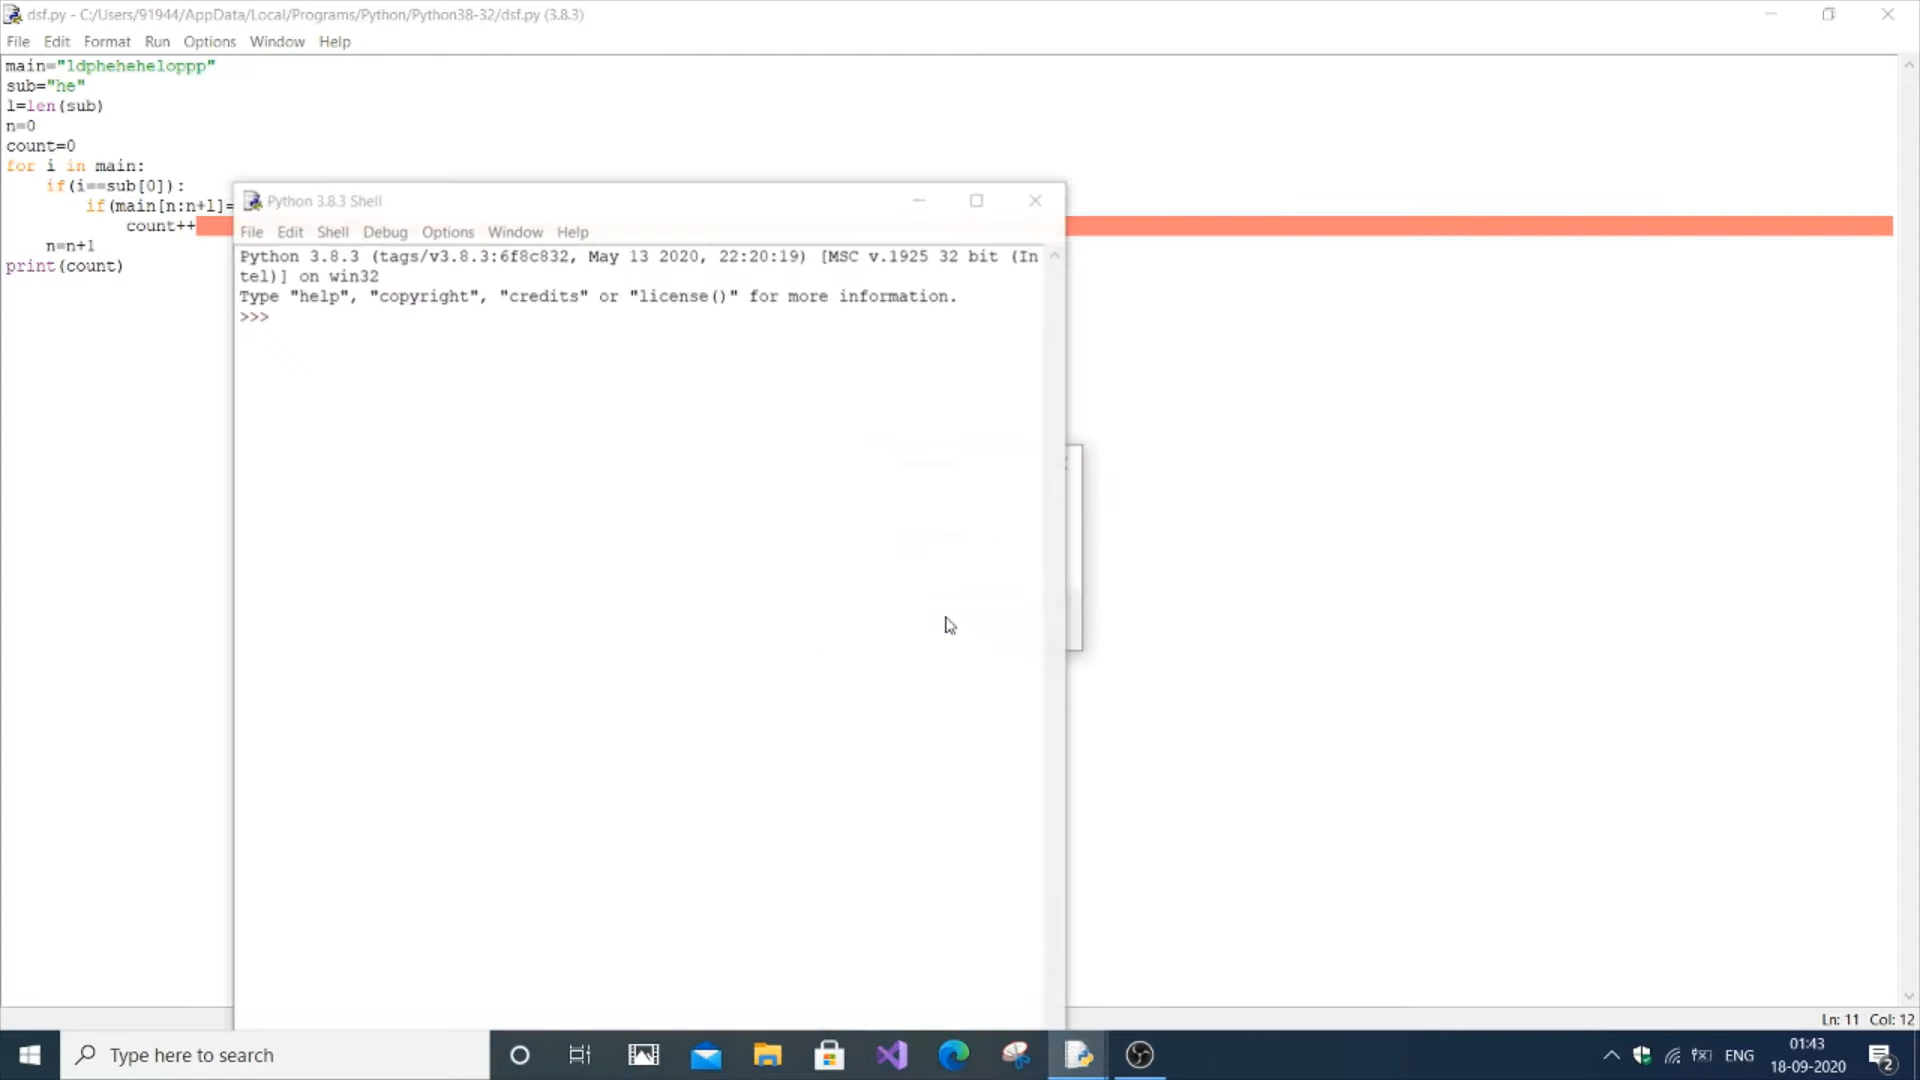 dsf.py - C:/Users/91944/AppData/Local/Programs/Python/Python38-32/dsf.py (3.8.3)
File Edit Format Run Options Window Help
main="ldpheheheloppp"
sub="he"
l=len(sub)
n=0
count=0
for i in main:
if(i==sub[0]):
if(main[n:n+l]=
count++
n=n+1
print(count)
Python 3.8.3 Shell
File Edit Shell Debug Options Window Help
Python 3.8.3 (tags/v3.8.3:6f8c832, May 13 2020, 22:20:19) [MSC v.1925 32 bit (In
tel)] on win32
Type "help", "copyright", "credits" or "license()" for more information.
>>>
Ln: 11 Col: 12
Type here to search
ENG
01:43
18-09-2020
2